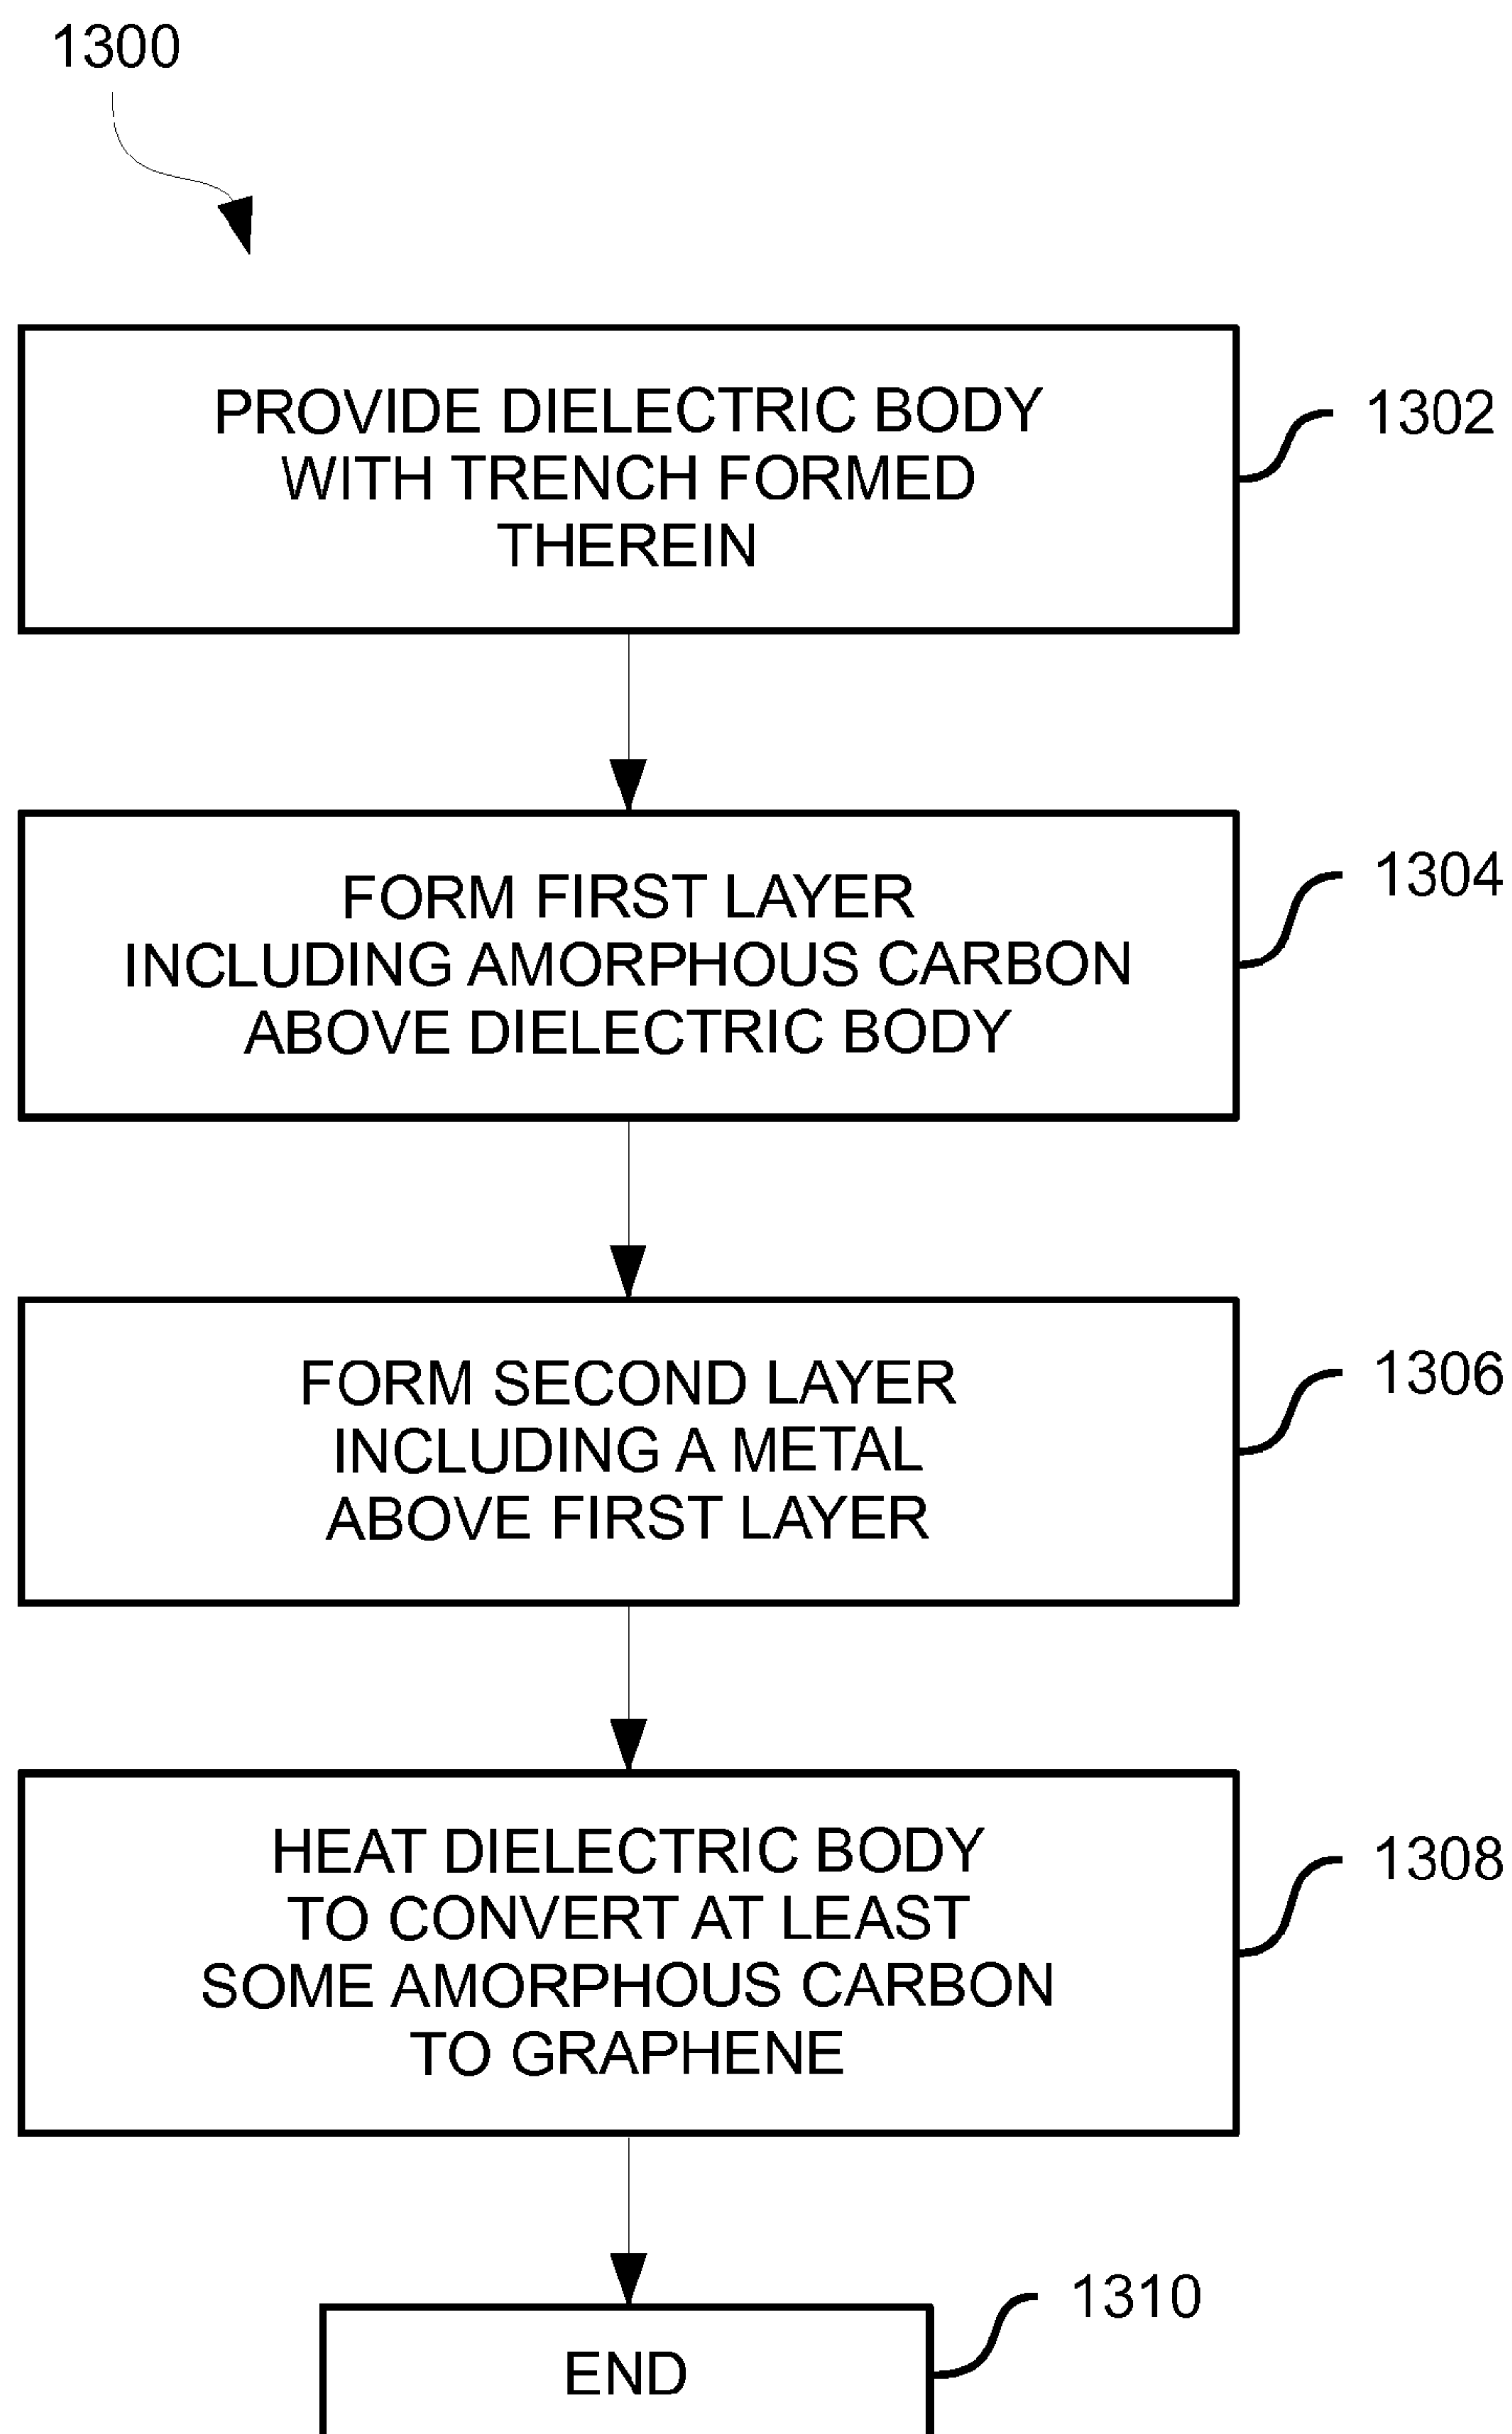 1300
PROVIDE DIELECTRIC BODY
WITH TRENCH FORMED
THEREIN
1302
FORM FIRST LAYER
INCLUDING AMORPHOUS CARBON
ABOVE DIELECTRIC BODY
1304
FORM SECOND LAYER
INCLUDING A METAL
ABOVE FIRST LAYER
1306
HEAT DIELECTRIC BODY
TO CONVERT AT LEAST
SOME AMORPHOUS CARBON
TO GRAPHENE
1308
END
1310